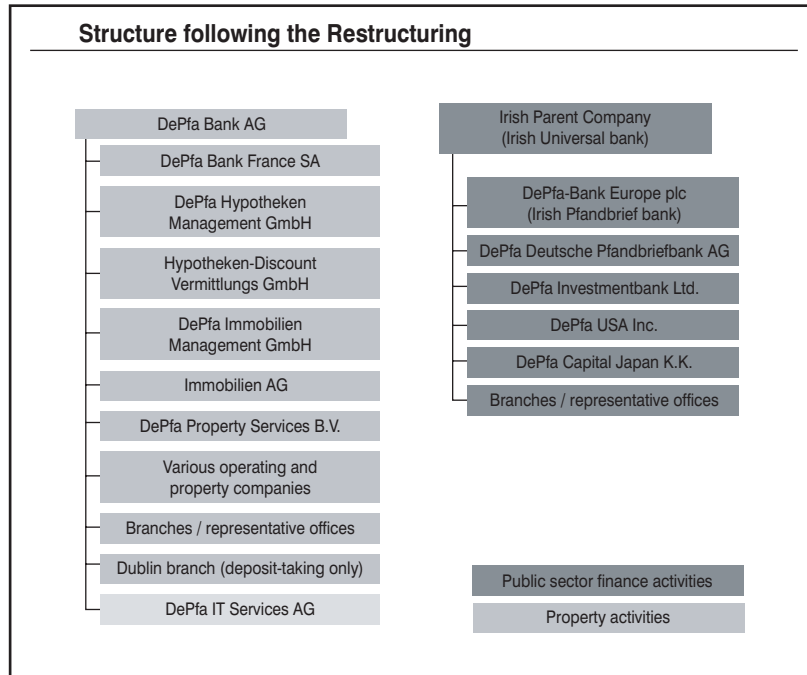 Structure following the Restructuring
DePfa Bank AG
DePfa Bank France SA
DePfa Hypotheken
Management GmbH
Hypotheken-Discount
Vermittlungs GmbH
DePfa Immobilien
Management GmbH
Immobilien AG
DePfa Property Services B.V.
Various operating and
property companies
Branches / representative offices
Dublin branch (deposit-taking only)
DePfa IT Services AG
Irish Parent Company
(Irish Universal bank)
DePfa-Bank Europe plc
(Irish Pfandbrief bank)
DePfa Deutsche Pfandbriefbank AG
DePfa Investmentbank Ltd.
DePfa USA Inc.
DePfa Capital Japan K.K.
Branches / representative offices
Public sector finance activities
Property activities